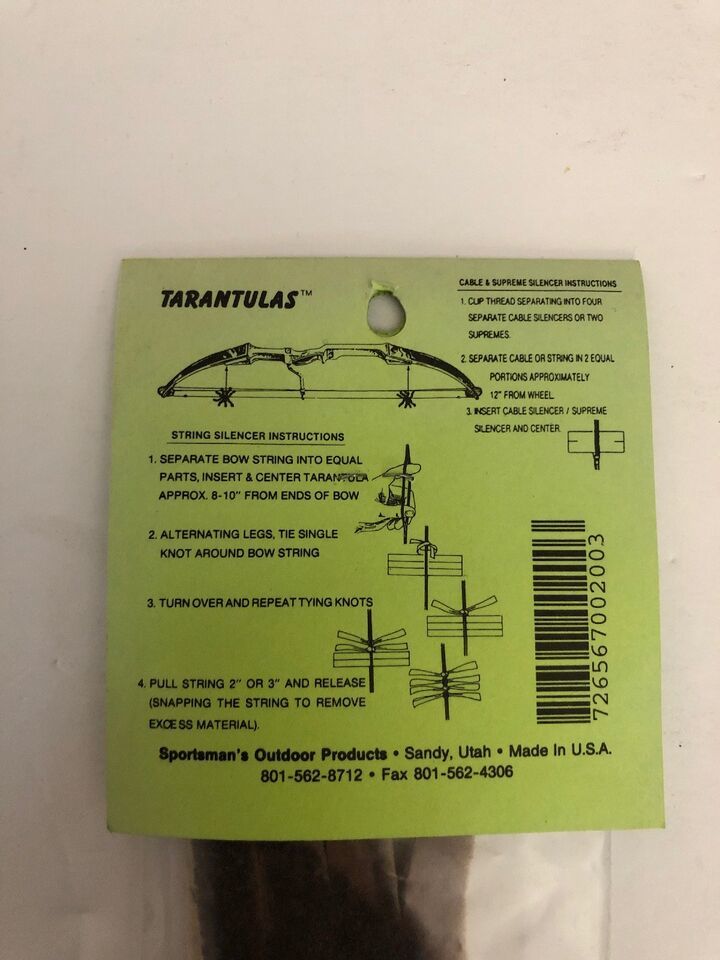 TARANTULAS™
CABLE & SUPREME SILENCER INSTRUCTIONS
1. CLIP THREAD SEPARATING INTO FOUR
SEPARATE CABLE SILENCERS OR TWO
SUPREMES.
2. SEPARATE CABLE OR STRING IN 2 EQUAL
PORTIONS APPROXIMATELY
12" FROM WHEEL.
3. INSERT CABLE SILENCER / SUPREME
SILENCER AND CENTER.
STRING SILENCER INSTRUCTIONS
1. SEPARATE BOW STRING INTO EQUAL
PARTS, INSERT & CENTER TARANTULA
APPROX. 8-10" FROM ENDS OF BOW
2. ALTERNATING LEGS, TIE SINGLE
KNOT AROUND BOW STRING
3. TURN OVER AND REPEAT TYING KNOTS
4. PULL STRING 2" OR 3" AND RELEASE
(SNAPPING THE STRING TO REMOVE
EXCESS MATERIAL).
726567002003
Sportsman's Outdoor Products • Sandy, Utah • Made In U.S.A.
801-562-8712 • Fax 801-562-4306